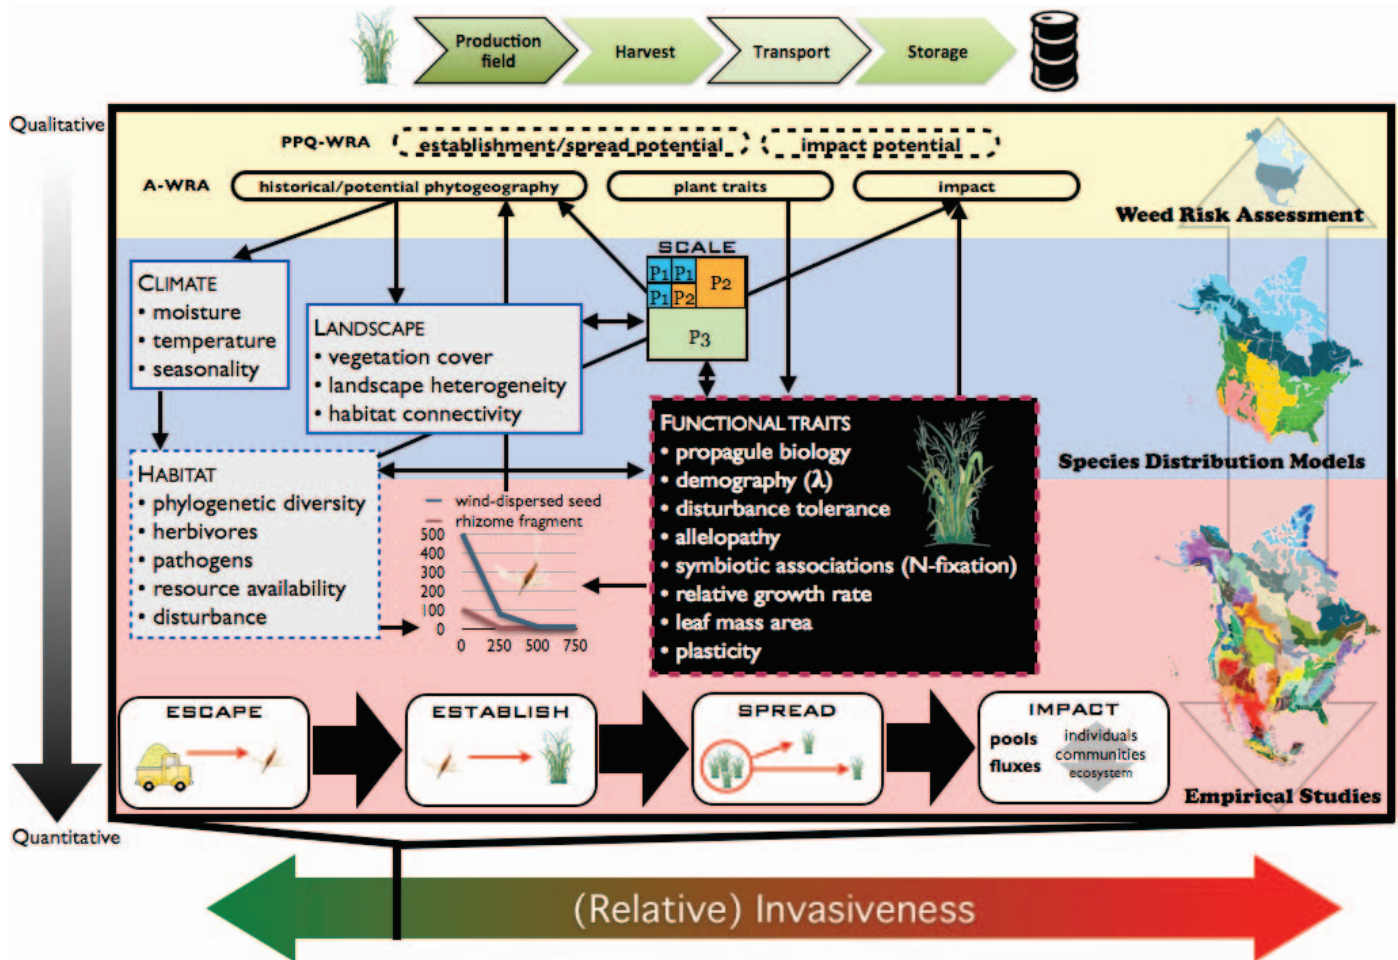 Production
field
Harvest
Transport
Storage
Qualitative
PPQ-WRA
establishment/spread potential
impact potential
A-WRA
historical/potential phytogeography
plant traits
impact
Weed Risk Assessment
SCALE
P1 P1 P2
P1 P2
P3
CLIMATE
• moisture
• temperature
• seasonality
LANDSCAPE
• vegetation cover
• landscape heterogeneity
• habitat connectivity
FUNCTIONAL TRAITS
• propagule biology
• demography (λ)
• disturbance tolerance
• allelopathy
• symbiotic associations (N-fixation)
• relative growth rate
• leaf mass area
• plasticity
Species Distribution Models
HABITAT
• phylogenetic diversity
• herbivores
• pathogens
• resource availability
• disturbance
wind-dispersed seed
rhizome fragment
500
400
300
200
100
0
0 250 500 750
ESCAPE
ESTABLISH
SPREAD
IMPACT
pools
fluxes
individuals
communities
ecosystem
Empirical Studies
Quantitative
(Relative) Invasiveness